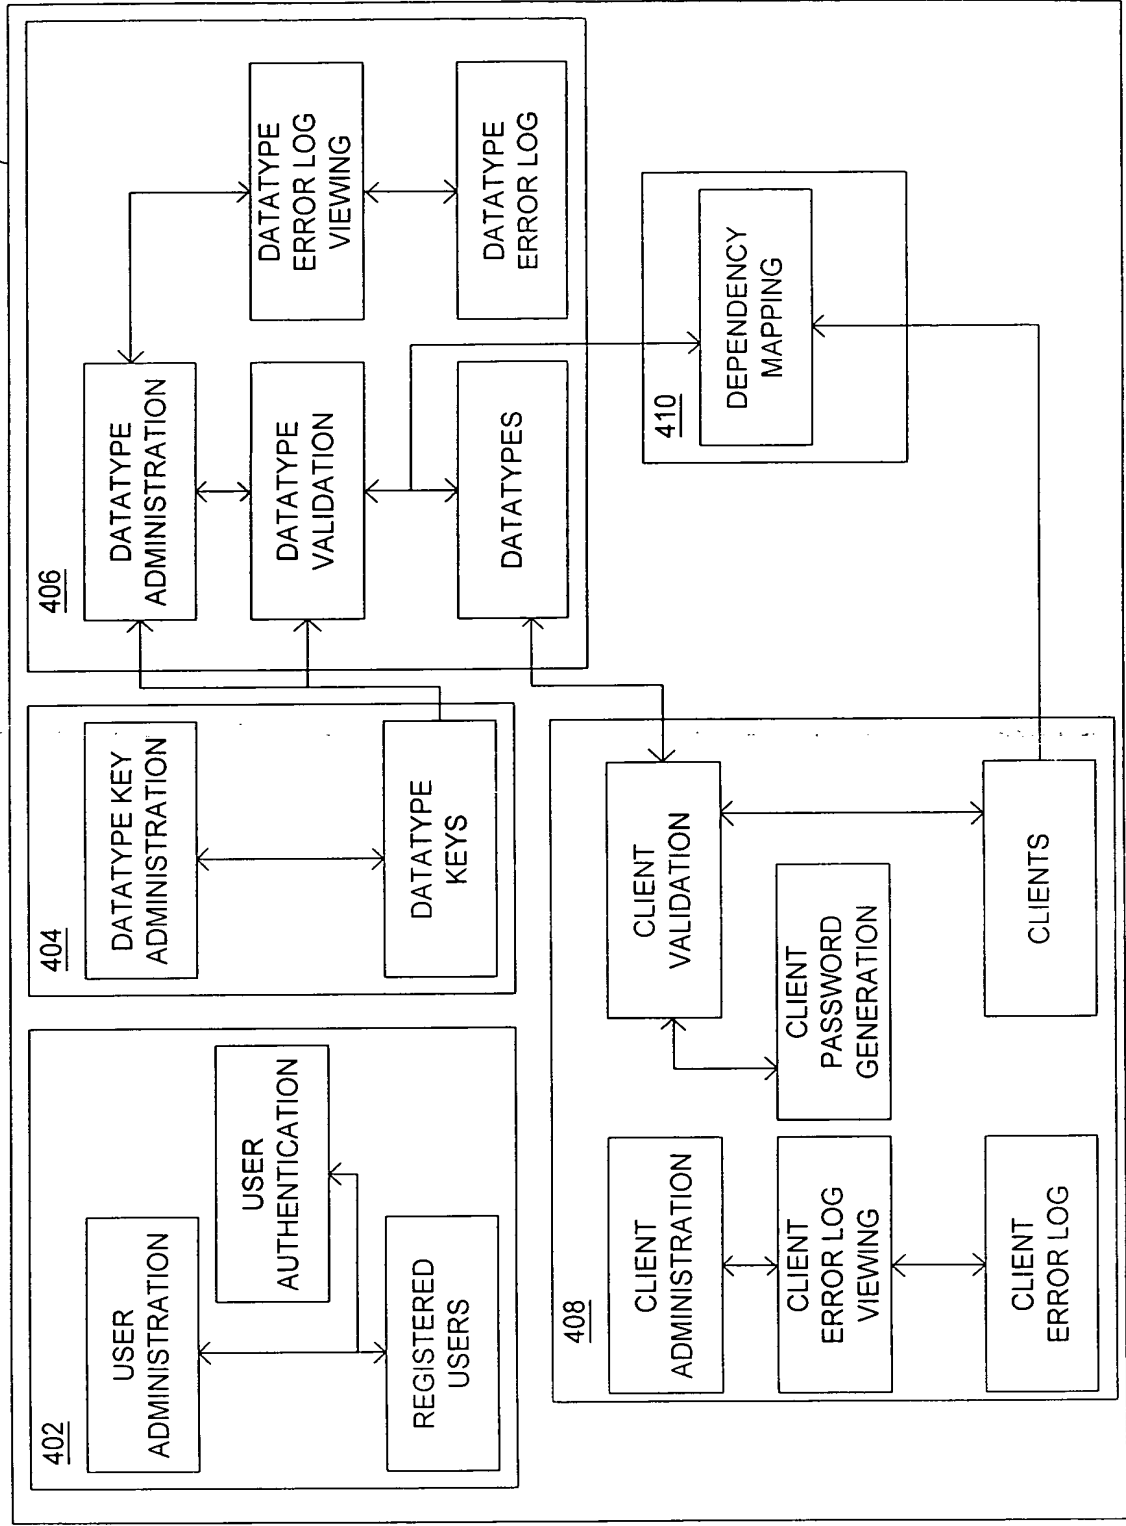 402
USER
ADMINISTRATION
USER
AUTHENTICATION
REGISTERED
USERS
404
DATATYPE KEY
ADMINISTRATION
DATATYPE
KEYS
406
DATATYPE
ADMINISTRATION
DATATYPE
VALIDATION
DATATYPES
DATATYPE
ERROR LOG
VIEWING
DATATYPE
ERROR LOG
408
CLIENT
ADMINISTRATION
CLIENT
ERROR LOG
VIEWING
CLIENT
ERROR LOG
CLIENT
VALIDATION
CLIENT
PASSWORD
GENERATION
CLIENTS
410
DEPENDENCY
MAPPING